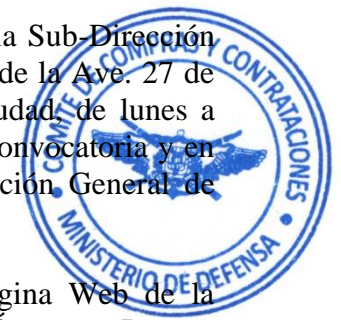 la Sub-Dirección
de la Ave. 27 de
udad, de lunes a
onvocatoria y en
ción General de
gina Web de la
COMITE DE COMPRAS Y CONTRATACIONES
MINISTERIO DE DEFENSA